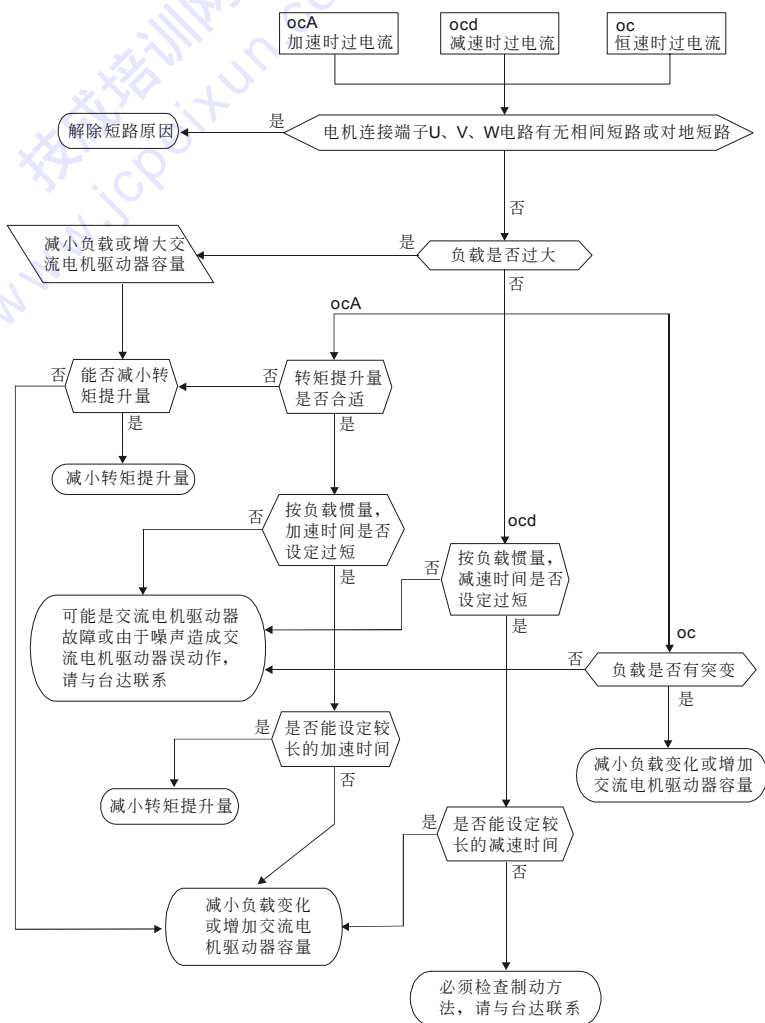 ocA
加速时过电流
ocd
减速时过电流
oc
恒速时过电流
技成培训网
www.jcpeixun.co
解除短路原因
是
电机连接端子U、V、W电路有无相间短路或对地短路
否
减小负载或增大交
流电机驱动器容量
是
负载是否过大
否
ocA
否
能否减小转
矩提升量
否
转矩提升量
是否合适
是
是
减小转矩提升量
否
按负载惯量，
加速时间是否
设定过短
ocd
否
按负载惯量，
减速时间是否
设定过短
是
是
可能是交流电机驱动器
故障或由于噪声造成交
流电机驱动器误动作，
请与台达联系
oc
否
负载是否有突变
是
是
是否能设定较
长的加速时间
否
减小负载变化或增加
交流电机驱动器容量
减小转矩提升量
是
是否能设定较
长的减速时间
否
减小负载变化
或增加交流电
机驱动器容量
必须检查制动方
法，请与台达联系